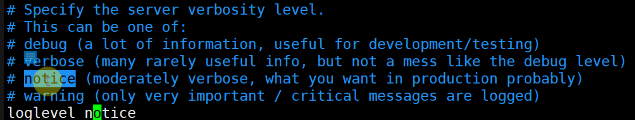 # Specify the server verbosity level.
# This can be one of:
# debug (a lot of information, useful for development/testing)
# verbose (many rarely useful info, but not a mess like the debug level)
# notice (moderately verbose, what you want in production probably)
# warning (only very important / critical messages are logged)
loglevel notice